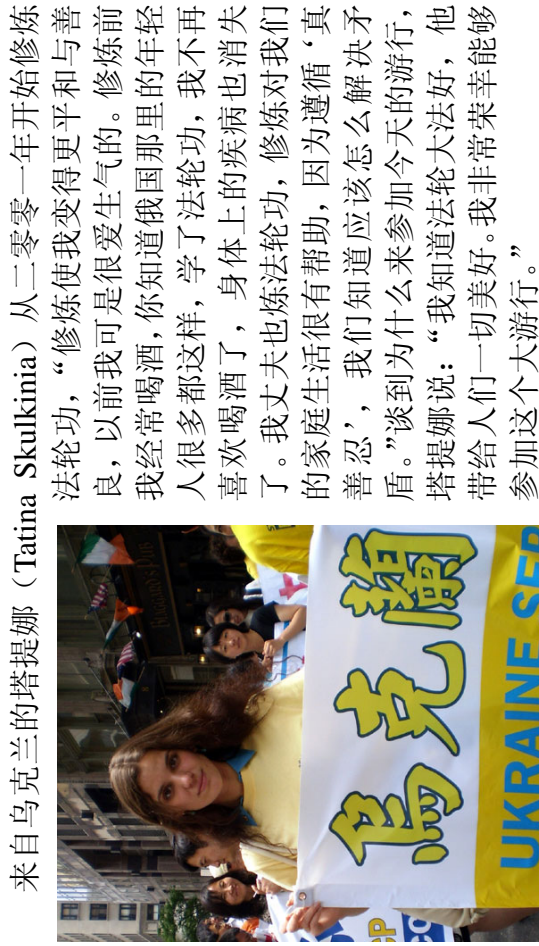 来自乌克兰的塔提娜（Tatina Skulkinia）从二零零一年开始修炼
法轮功，“修炼使我变得更平和与善
良，以前我可是很爱生气的。修炼前
我经常喝酒，你知道俄国那里的年轻
人很多都这样，学了法轮功，我不再
喜欢喝酒了，身体上的疾病也消失
了。我丈夫也炼法轮功，修炼对我们
的家庭生活很有帮助，因为遵循‘真
善忍’，我们知道应该怎么解决矛
盾。”谈到为什么来参加今天的游行，
塔提娜说：“我知道法轮大法好，他
带给人们一切美好。我非常荣幸能够
参加这个大游行。”
烏克蘭
UKRAINE SEP